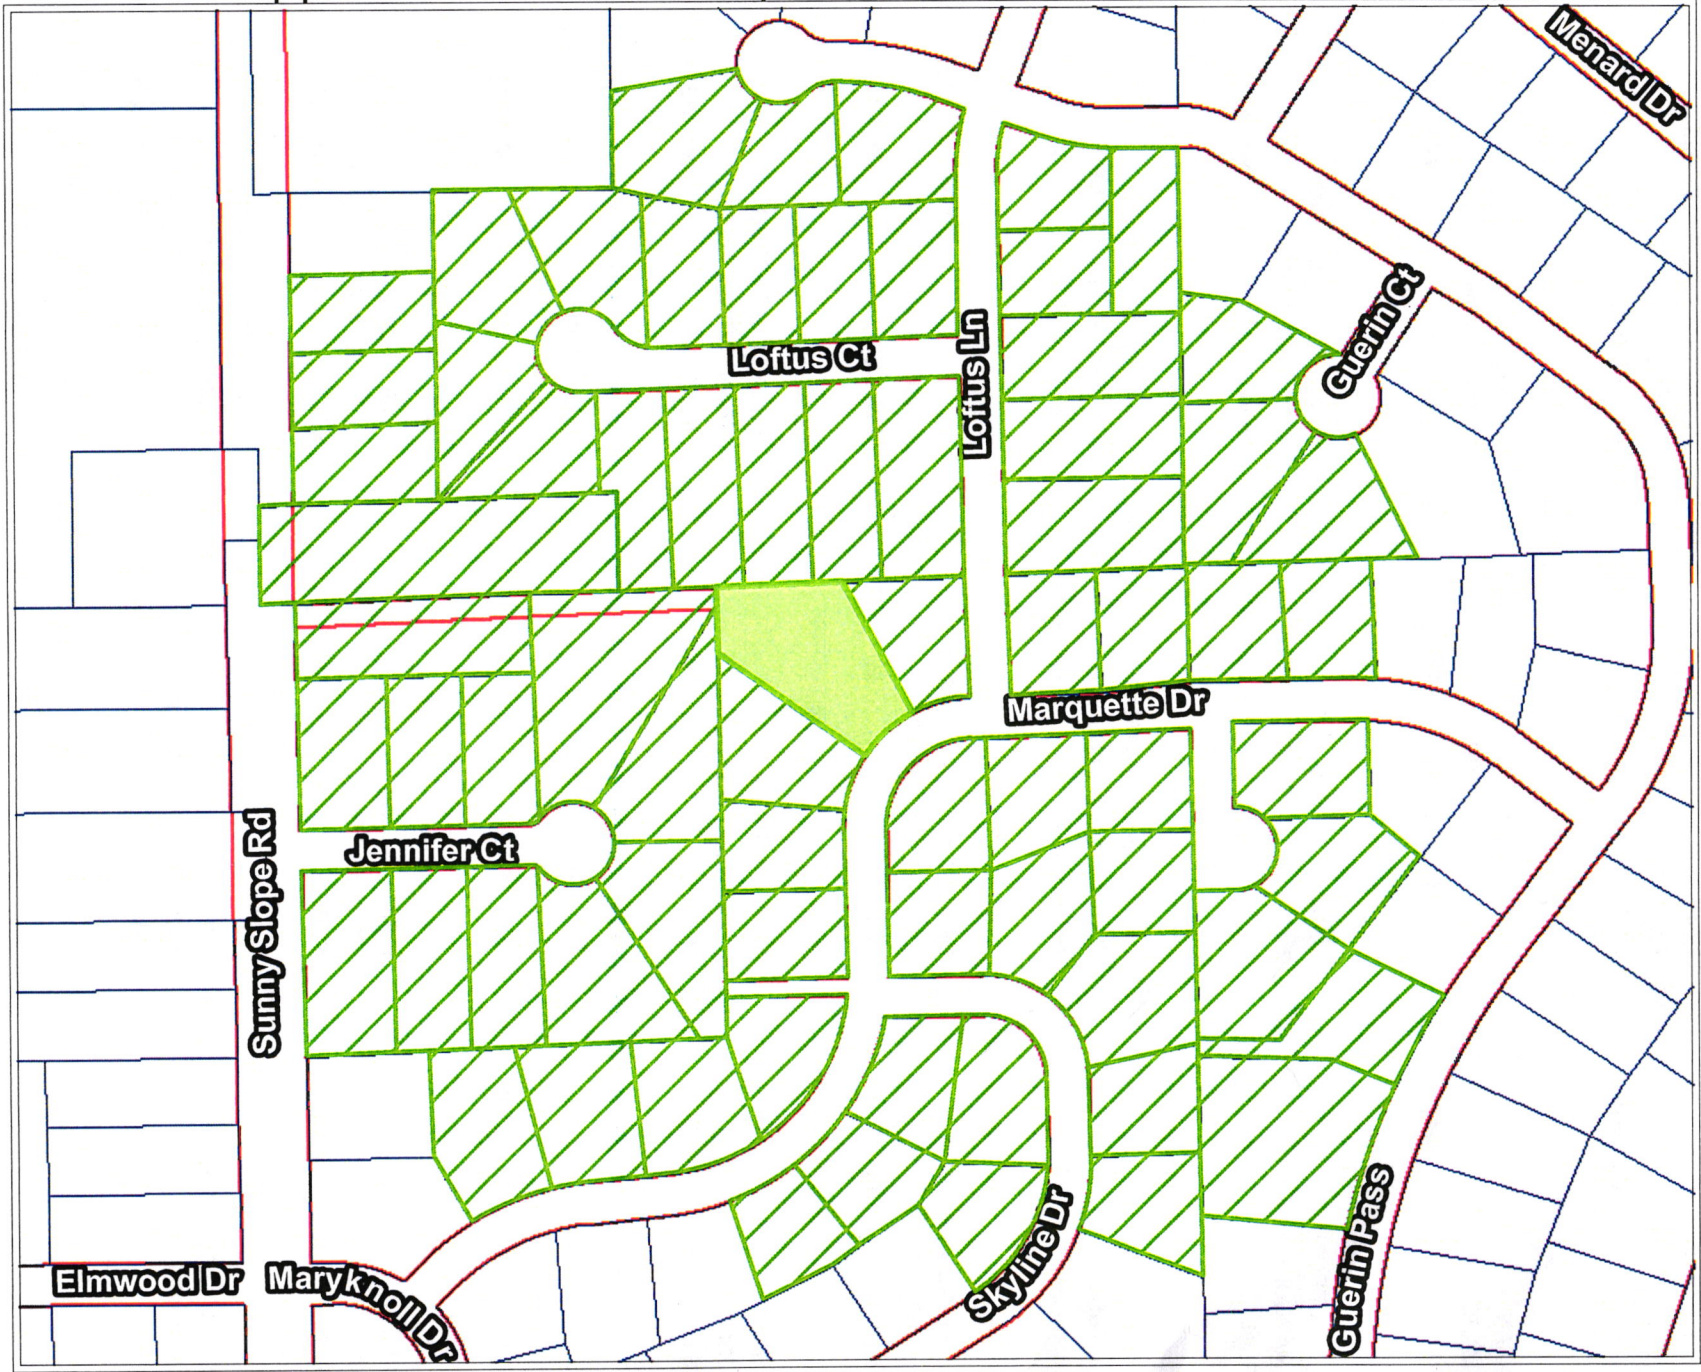 Menard Dr
Guerin Ct
Loftus Ln
Loftus Ct
Marquette Dr
Jennifer Ct
Sunny Slope Rd
Skyline Dr
Guerin Pass
Elmwood Dr
Maryknoll Dr